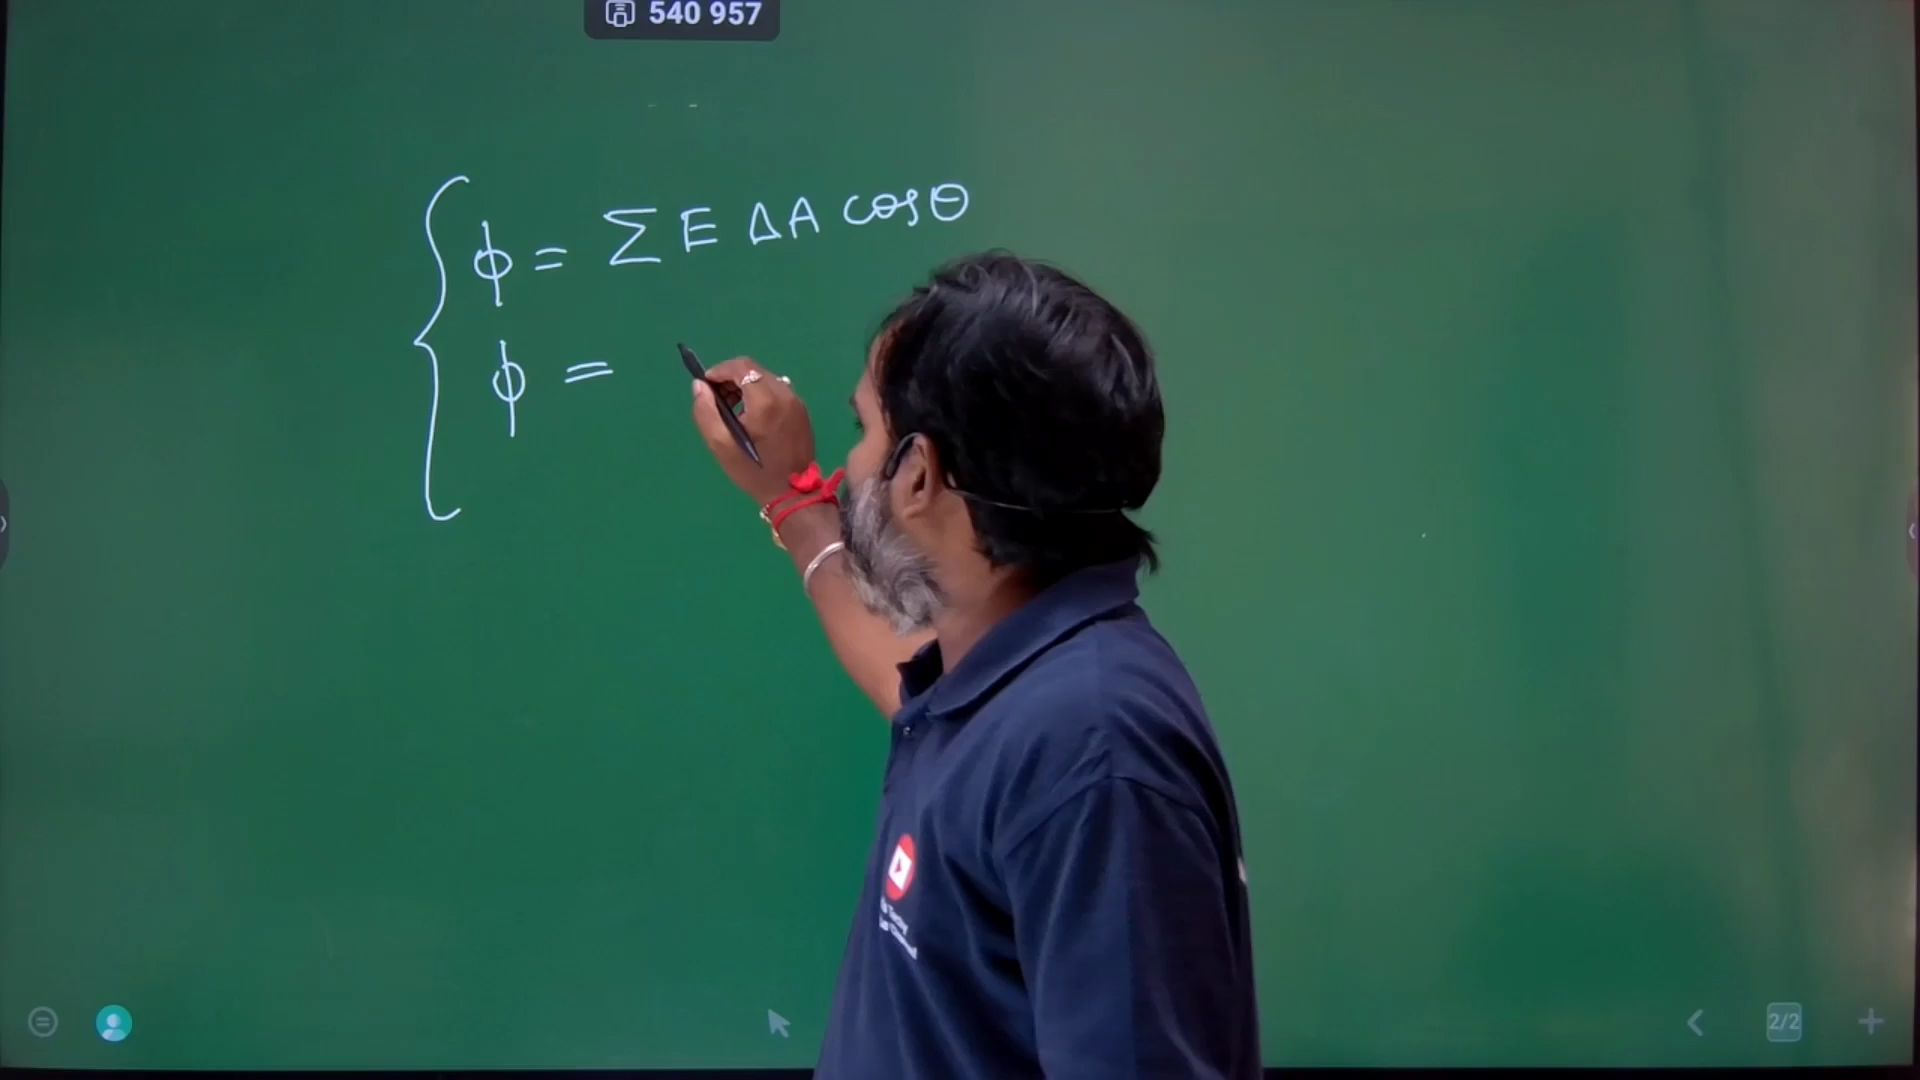 540 957
ϕ = Σ E ΔA cosθ
ϕ =
2/2